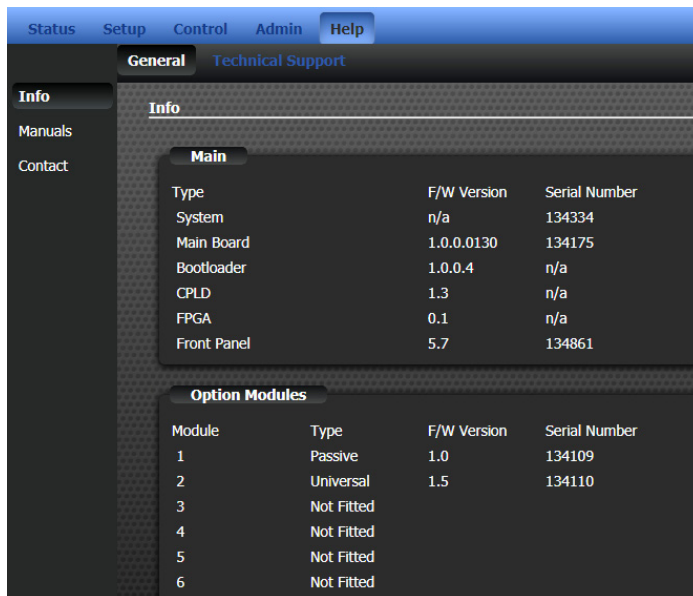 Status Setup Control Admin Help
General Technical Support
Info
Manuals
Contact
Info
Main
Type F/W Version Serial Number
System n/a 134334
Main Board 1.0.0.0130 134175
Bootloader 1.0.0.4 n/a
CPLD 1.3 n/a
FPGA 0.1 n/a
Front Panel 5.7 134861
Option Modules
Module Type F/W Version Serial Number
1 Passive 1.0 134109
2 Universal 1.5 134110
3 Not Fitted
4 Not Fitted
5 Not Fitted
6 Not Fitted